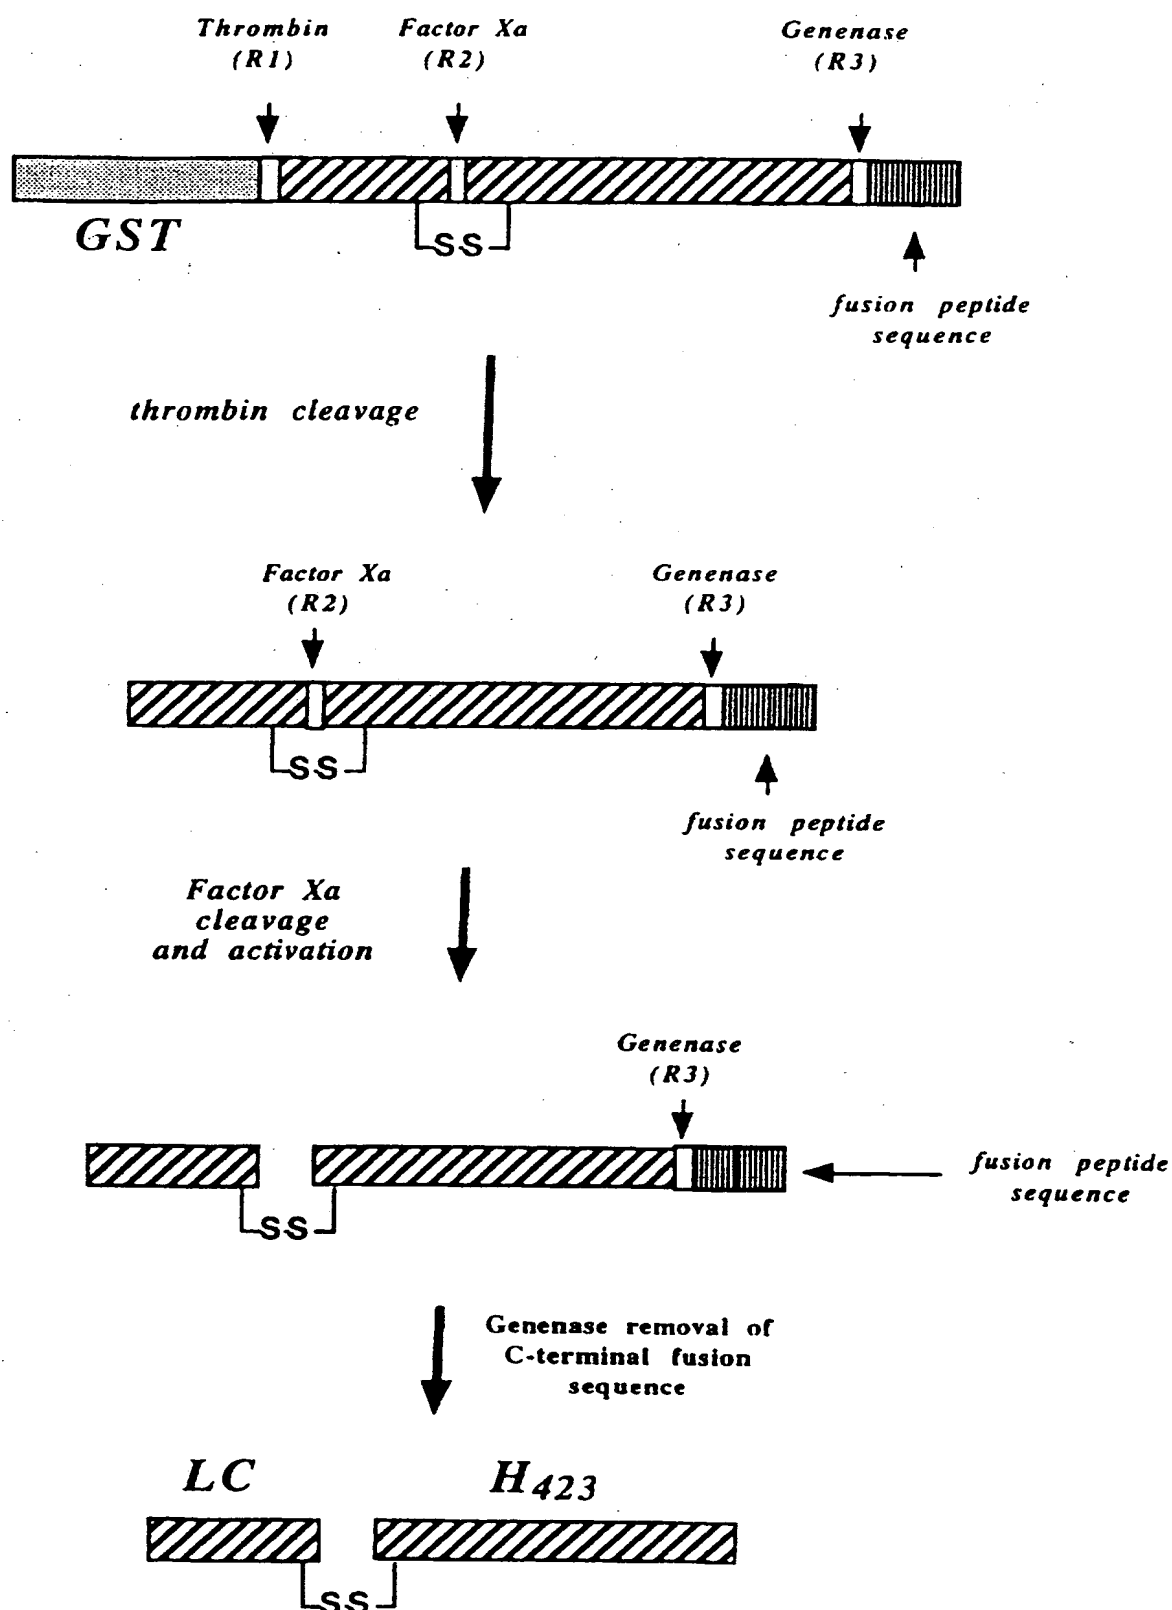 Thrombin
(R1)
Factor Xa
(R2)
Genenase
(R3)
GST
SS
fusion peptide
sequence
thrombin cleavage
Factor Xa
(R2)
Genenase
(R3)
SS
fusion peptide
sequence
Factor Xa
cleavage
and activation
Genenase
(R3)
fusion peptide
sequence
SS
Genenase removal of
C-terminal fusion
sequence
LC
H423
SS